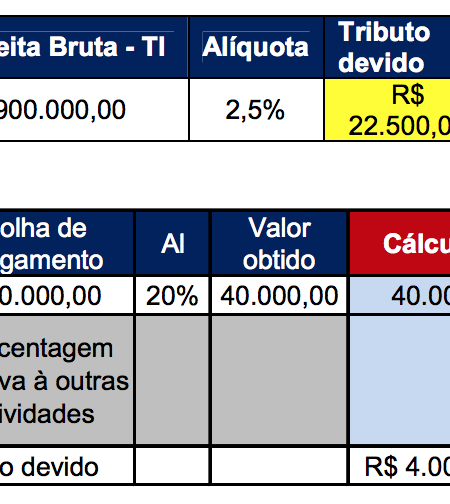 eita Bruta - TI Alíquota Tributo devido
900.000,00 2,5% R$ 22.500,0
olha de gamento Al Valor obtido Cálcu
0.000,00 20% 40.000,00 40.00
centagem
va à outras
ividades
o devido R$ 4.00